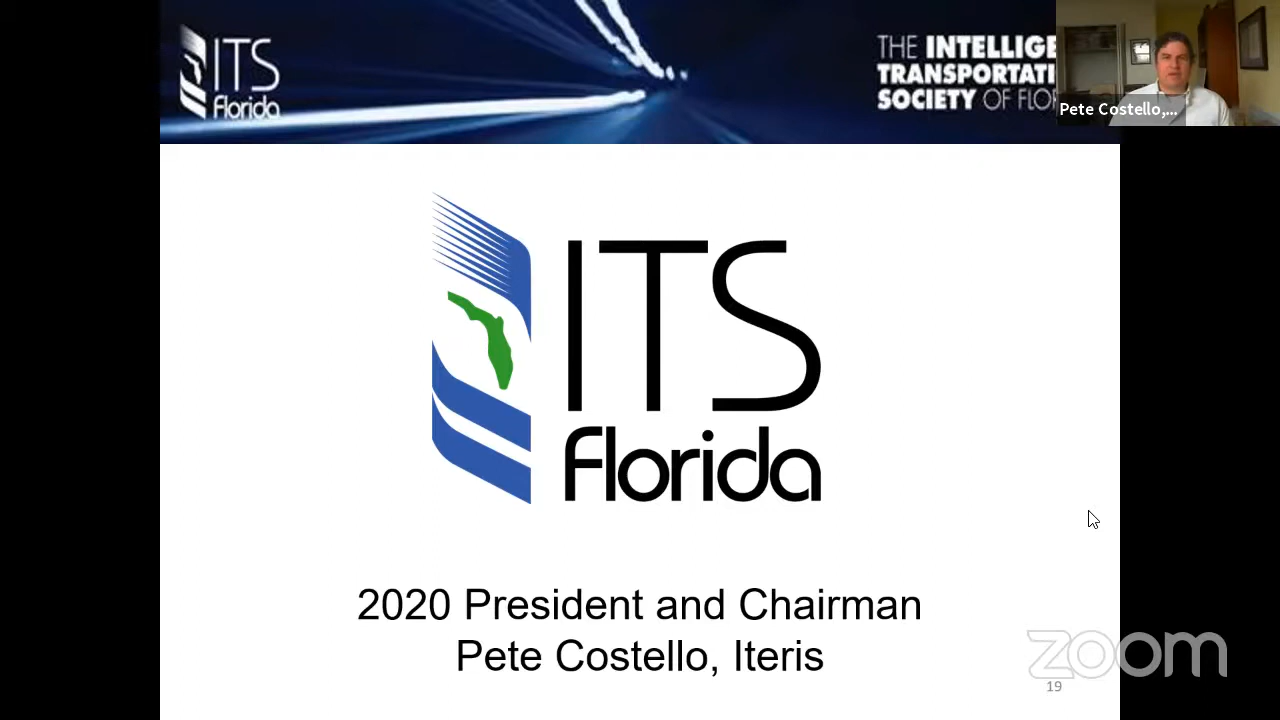 ITS
Florida
THE INTELLIGE
TRANSPORTATI
SOCIETY OF FLO
Pete Costello,...
ITS
Florida
2020 President and Chairman
Pete Costello, Iteris
zoom
19